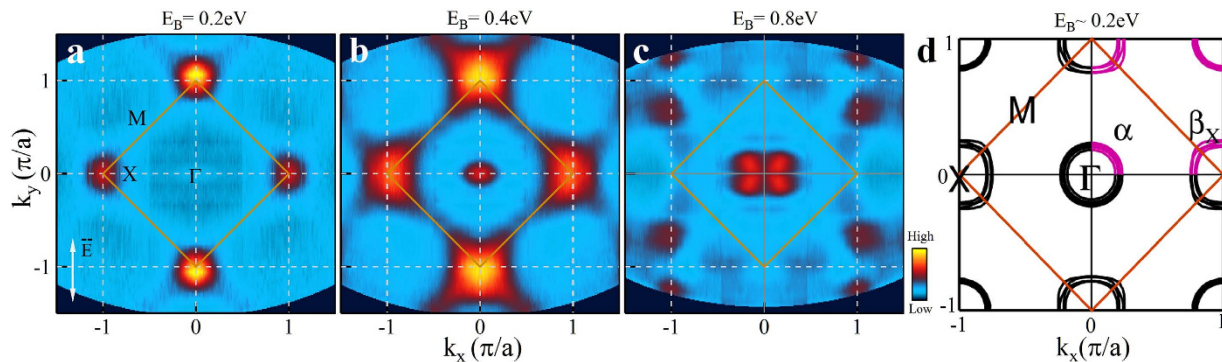 E_B= 0.2eV
E_B= 0.4eV
E_B= 0.8eV
E_B~ 0.2eV
a
b
c
d
1
0
-1
k_y (π/a)
M
X
Γ
E
High
Low
1
0
-1
M
α
β_X
X
Γ
-1
0
1
-1
0
1
-1
0
1
-1
0
1
k_x (π/a)
k_x (π/a)